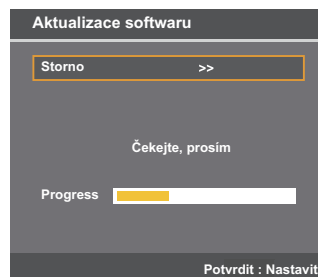 Aktualizace softwaru
Storno >>
Čekejte, prosím
Progress
Potvrdit : Nastavit